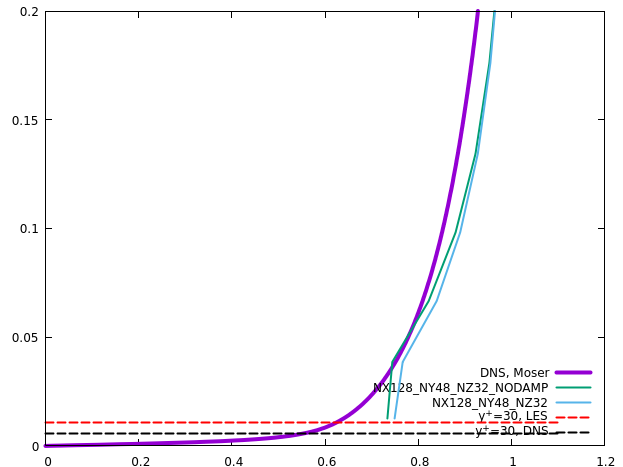 0.2
0.15
0.1
0.05
0
DNS, Moser
NX128_NY48_NZ32_NODAMP
NX128_NY48_NZ32
y⁺=30, LES
y⁺=30, DNS
0 0.2 0.4 0.6 0.8 1 1.2